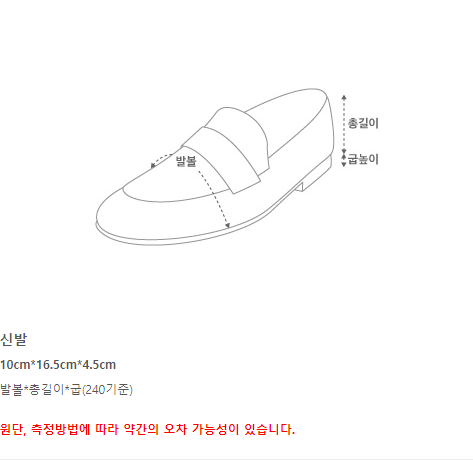 총길이
발볼
굽높이
신발
10cm*16.5cm*4.5cm
발볼*총길이*굽(240기준)
원단, 측정방법에 따라 약간의 오차 가능성이 있습니다.